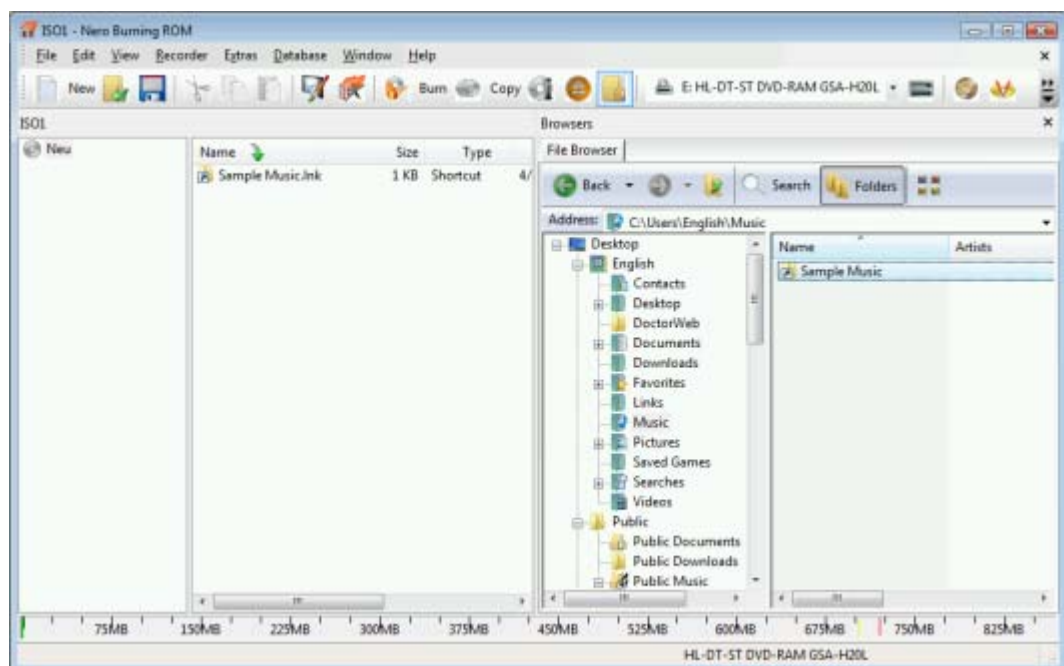 ISO1 - Nero Burning ROM
File Edit View Recorder Extras Database Window Help
New Burn Copy E: HL-DT-ST DVD-RAM GSA-H20L
ISO1
Neu
Name Size Type
Sample Music.lnk 1 KB Shortcut 4/
Browsers
File Browser
Back Search Folders
Address: C:\Users\English\Music
Desktop
English
Contacts
Desktop
DoctorWeb
Documents
Downloads
Favorites
Links
Music
Pictures
Saved Games
Searches
Videos
Public
Public Documents
Public Downloads
Public Music
Name Artists
Sample Music
75MB 150MB 225MB 300MB 375MB 450MB 525MB 600MB 675MB 750MB 825MB
HL-DT-ST DVD-RAM GSA-H20L